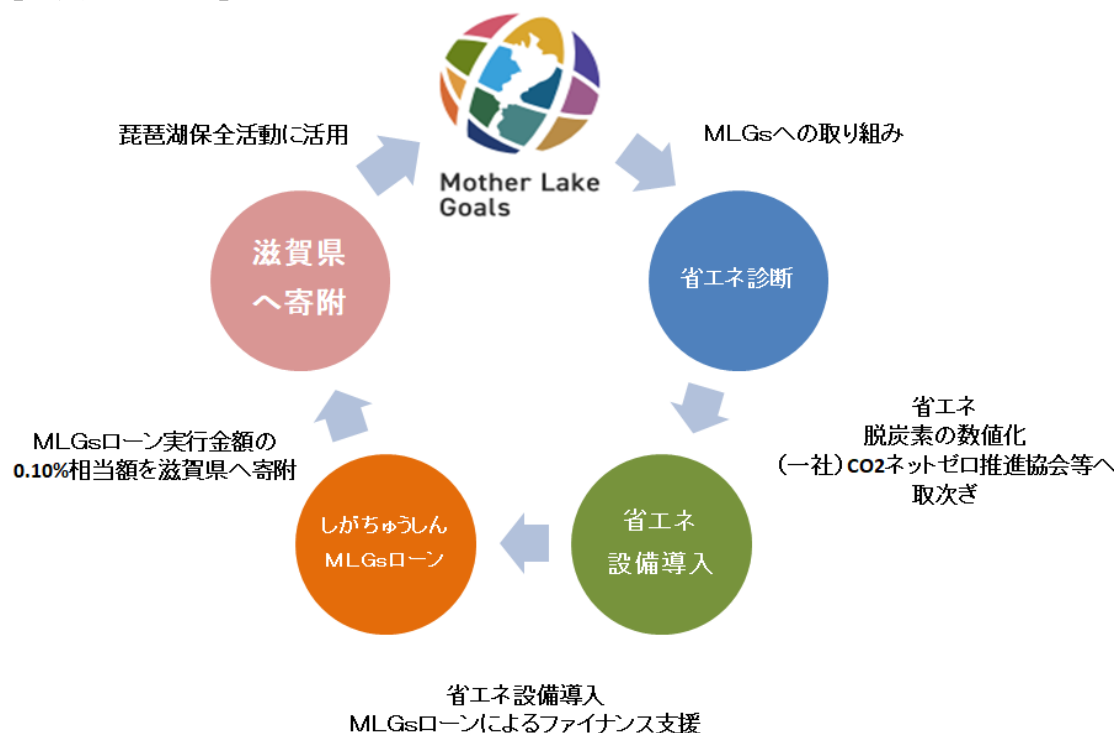 Mother Lake
Goals
MLGsへの取り組み
省エネ診断
省エネ
脱炭素の数値化
（一社）CO2ネットゼロ推進協会等へ
取次ぎ
省エネ
設備導入
省エネ設備導入
MLGsローンによるファイナンス支援
しがちゅうしん
MLGsローン
MLGsローン実行金額の
0.10%相当額を滋賀県へ寄附
滋賀県
へ寄附
琵琶湖保全活動に活用